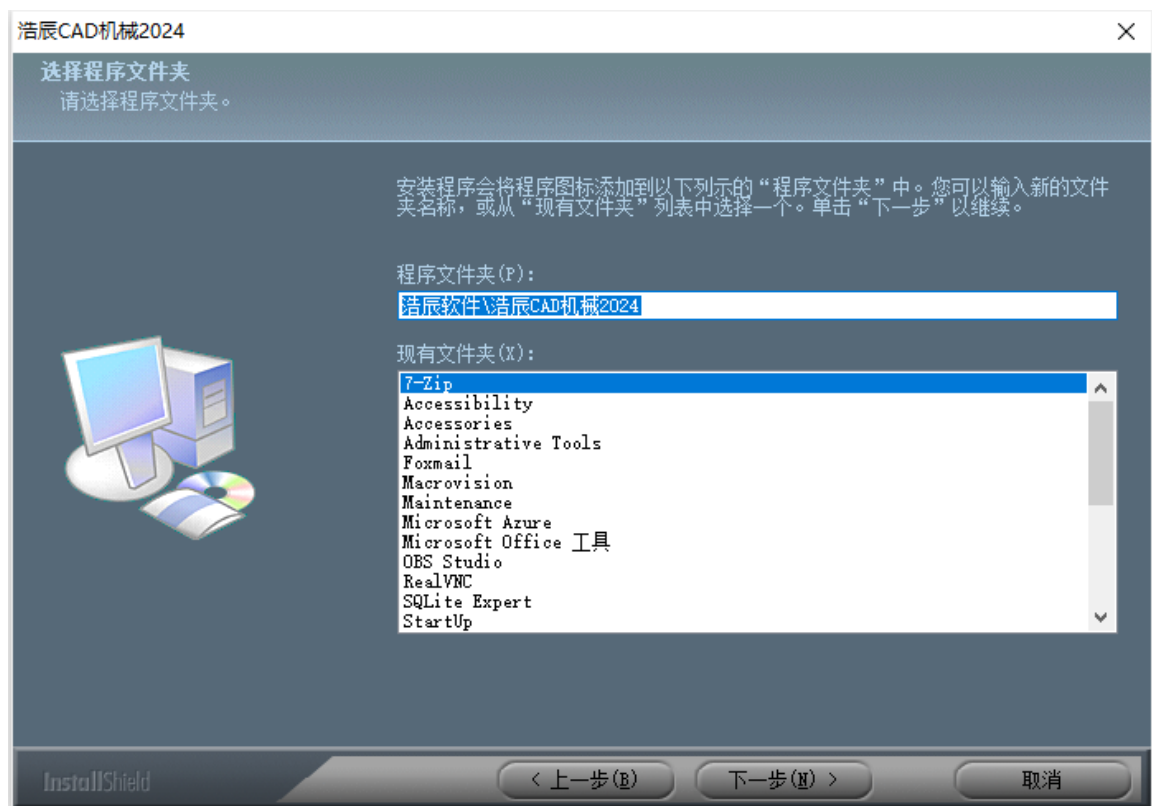 浩辰CAD机械2024
选择程序文件夹
请选择程序文件夹。
安装程序会将程序图标添加到以下列示的“程序文件夹”中。您可以输入新的文件
夹名称，或从“现有文件夹”列表中选择一个。单击“下一步”以继续。
程序文件夹(P)：
浩辰软件\浩辰CAD机械2024
现有文件夹(X)：
7-Zip
Accessibility
Accessories
Administrative Tools
Foxmail
Macrovision
Maintenance
Microsoft Azure
Microsoft Office 工具
OBS Studio
RealVNC
SQLite Expert
StartUp
InstallShield
< 上一步(B)
下一步(N) >
取消